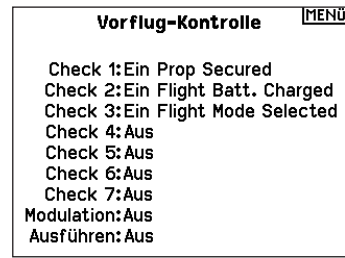 Vorflug-Kontrolle MENü
Check 1:Ein Prop Secured
Check 2:Ein Flight Batt. Charged
Check 3:Ein Flight Mode Selected
Check 4:Aus
Check 5:Aus
Check 6:Aus
Check 7:Aus
Modulation:Aus
Ausführen:Aus